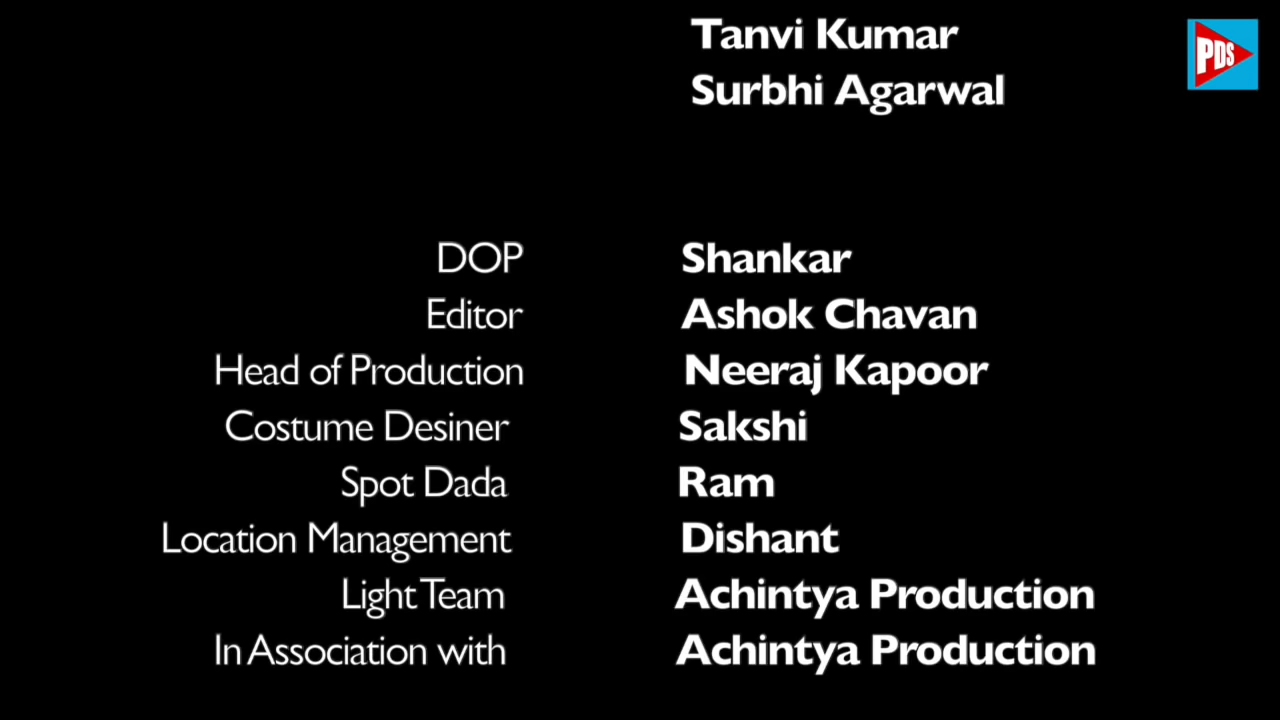 Tanvi Kumar
PDS
Surbhi Agarwal
DOP Shankar
Editor Ashok Chavan
Head of Production Neeraj Kapoor
Costume Desiner Sakshi
Spot Dada Ram
Location Management Dishant
Light Team Achintya Production
In Association with Achintya Production